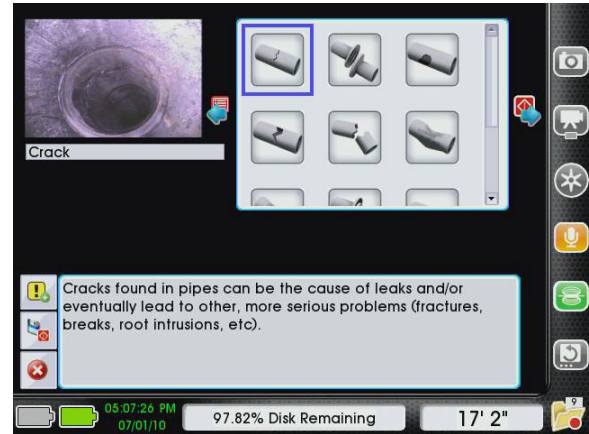 Crack
Cracks found in pipes can be the cause of leaks and/or
eventually lead to other, more serious problems (fractures,
breaks, root intrusions, etc).
05:07:26 PM
07/01/10
97.82% Disk Remaining
17' 2"
9